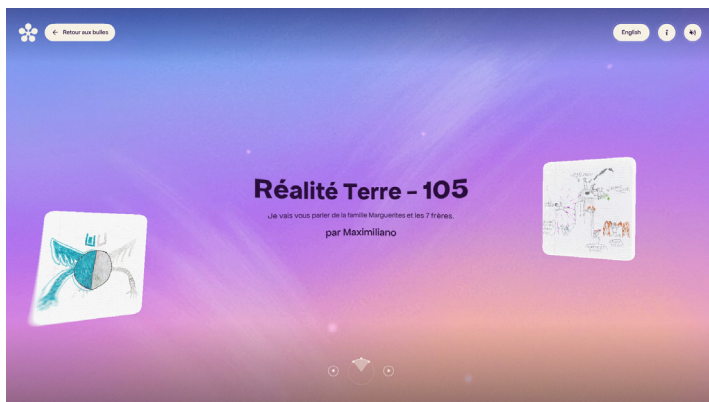 ← Retour aux bulles
English
i
Réalité Terre - 105
Je vais vous parler de la famille Marguerites et les 7 frères.
par Maximiliano